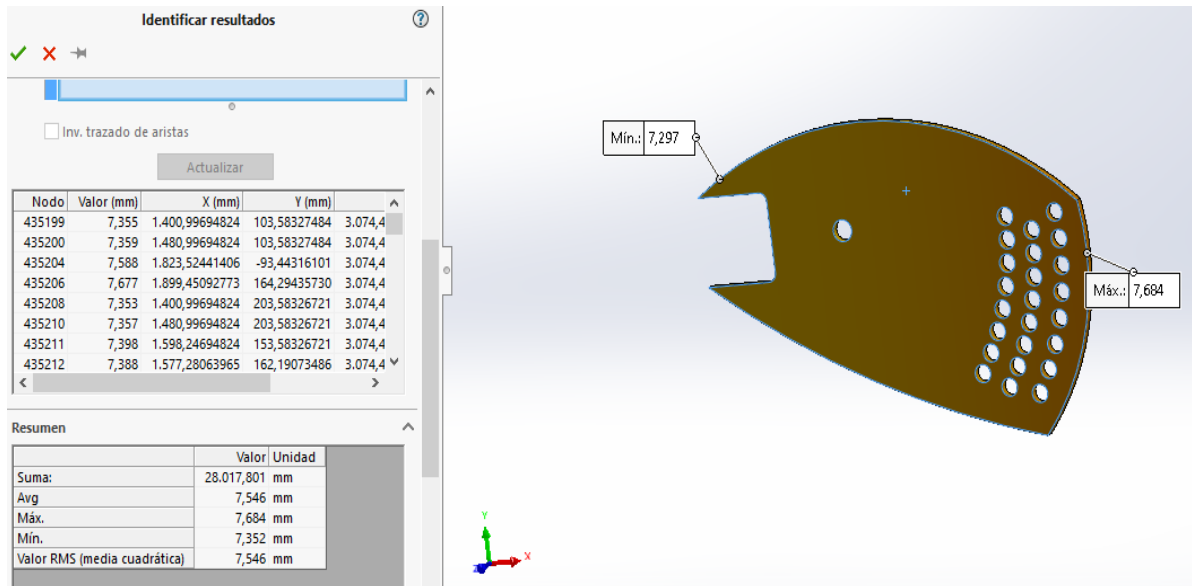 Identificar resultados
Inv. trazado de aristas
Actualizar
Nodo Valor (mm) X (mm) Y (mm)
435199 7,355 1.400,99694824 103,58327484 3.074,4
435200 7,359 1.480,99694824 103,58327484 3.074,4
435204 7,588 1.823,52441406 -93,44316101 3.074,4
435206 7,677 1.899,45092773 164,29435730 3.074,4
435208 7,353 1.400,99694824 203,58326721 3.074,4
435210 7,357 1.480,99694824 203,58326721 3.074,4
435211 7,398 1.598,24694824 153,58326721 3.074,4
435212 7,388 1.577,28063965 162,19073486 3.074,4
Resumen
Valor Unidad
Suma: 28.017,801 mm
Avg 7,546 mm
Máx. 7,684 mm
Mín. 7,352 mm
Valor RMS (media cuadrática) 7,546 mm
Mín.: 7,297
Máx.: 7,684
Y
X